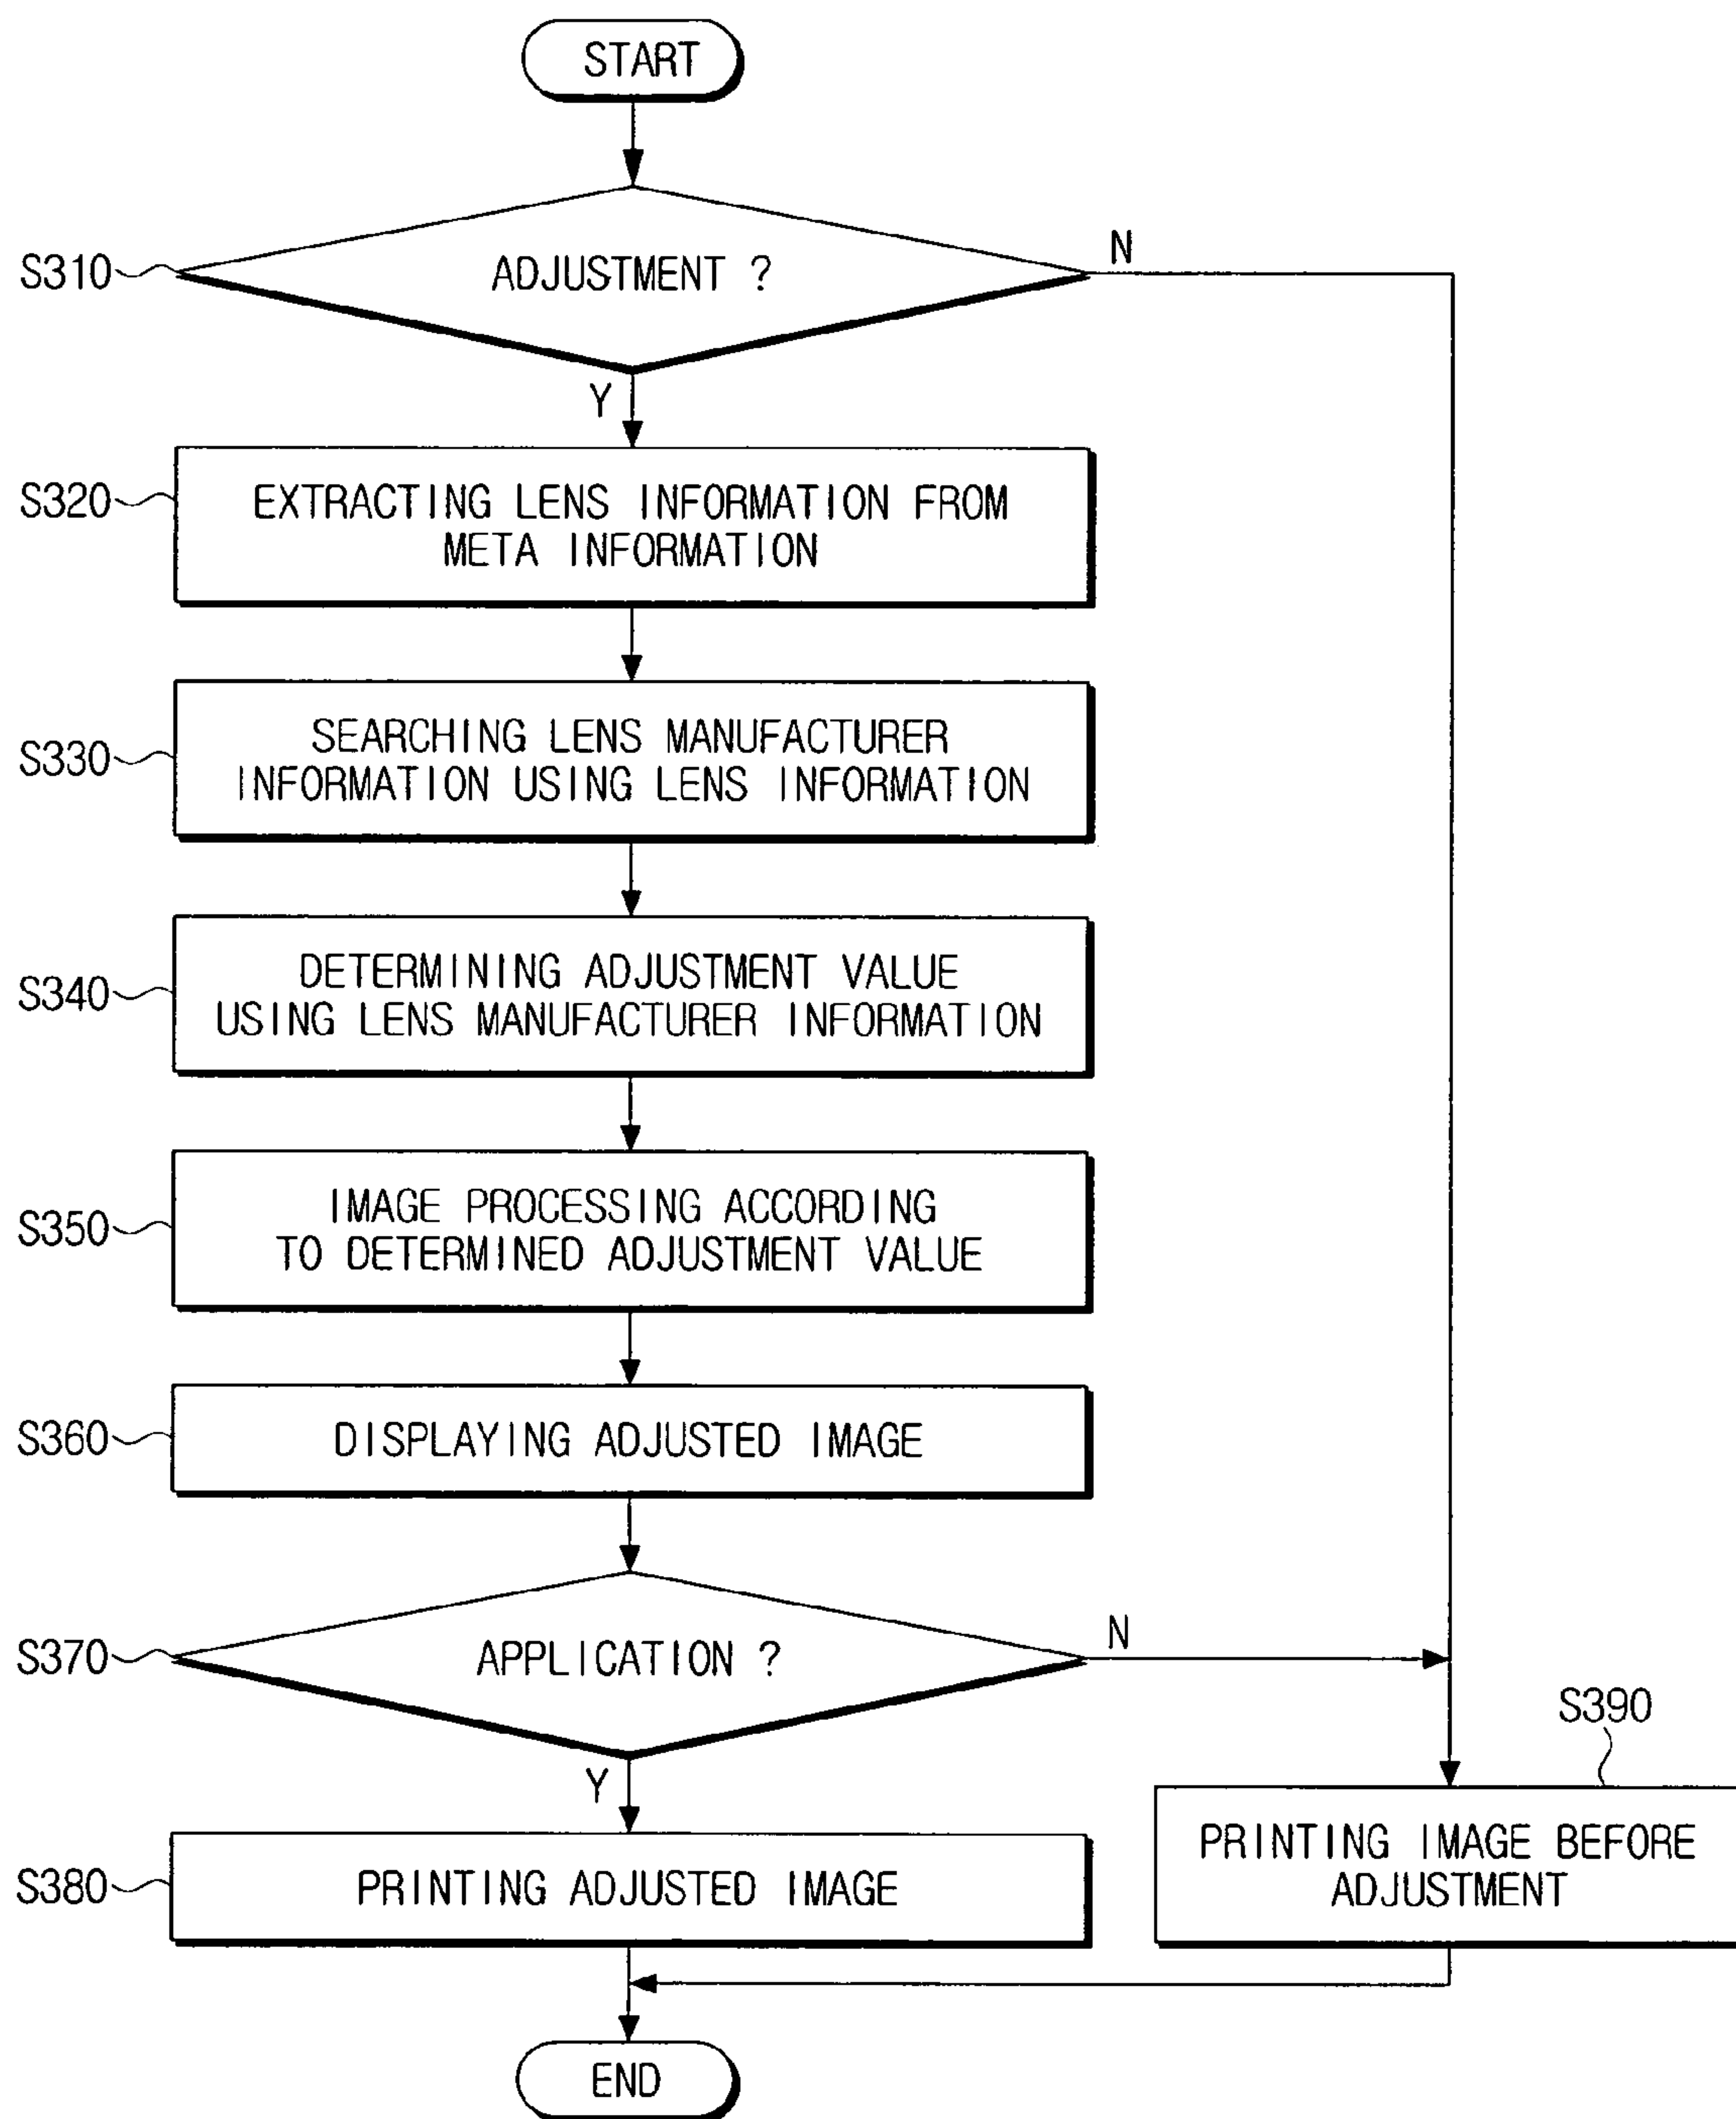 START
S310
ADJUSTMENT ?
N
Y
S320
EXTRACTING LENS INFORMATION FROM
META INFORMATION
S330
SEARCHING LENS MANUFACTURER
INFORMATION USING LENS INFORMATION
S340
DETERMINING ADJUSTMENT VALUE
USING LENS MANUFACTURER INFORMATION
S350
IMAGE PROCESSING ACCORDING
TO DETERMINED ADJUSTMENT VALUE
S360
DISPLAYING ADJUSTED IMAGE
S370
APPLICATION ?
N
Y
S380
PRINTING ADJUSTED IMAGE
S390
PRINTING IMAGE BEFORE
ADJUSTMENT
END